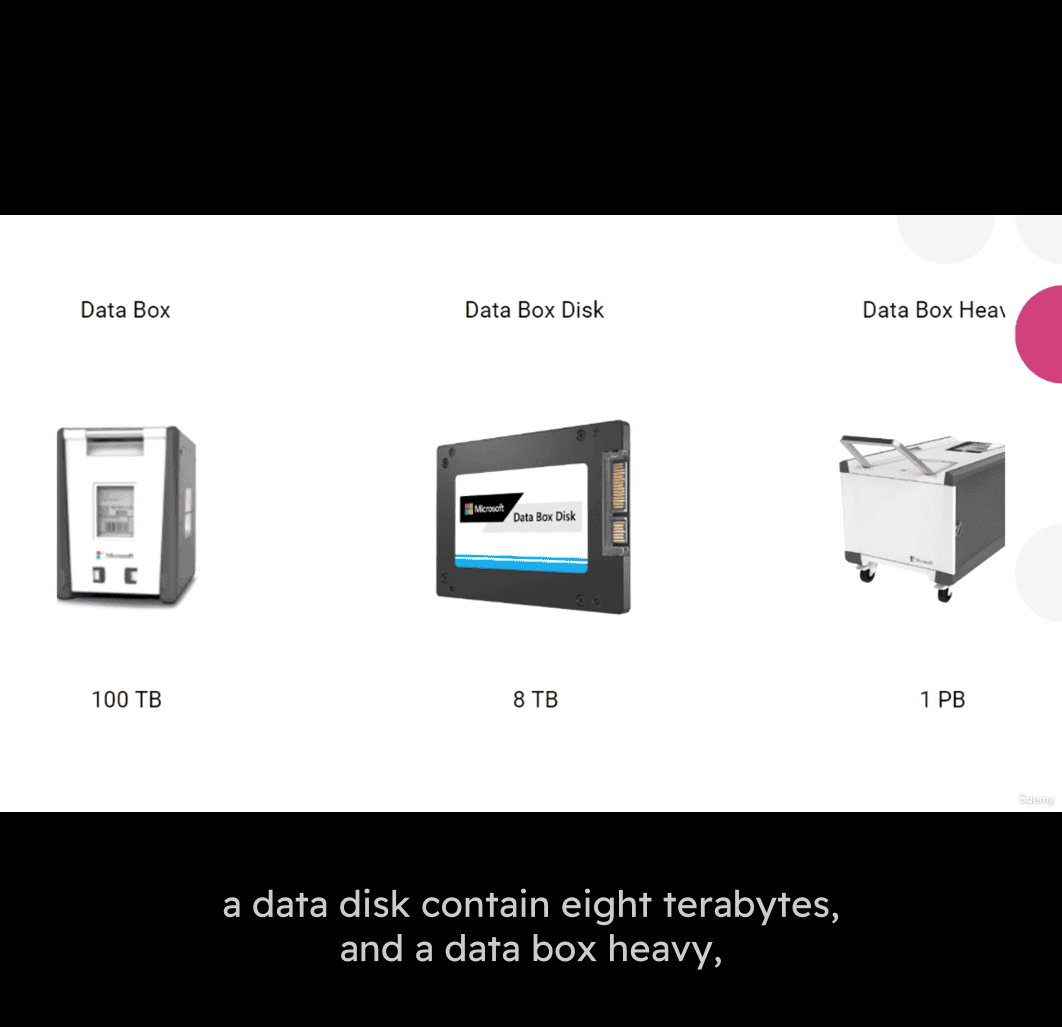 Data Box
Data Box Disk
Data Box Heav
Microsoft
Data Box Disk
Microsoft
100 TB
8 TB
1 PB
Udemy
a data disk contain eight terabytes,
and a data box heavy,